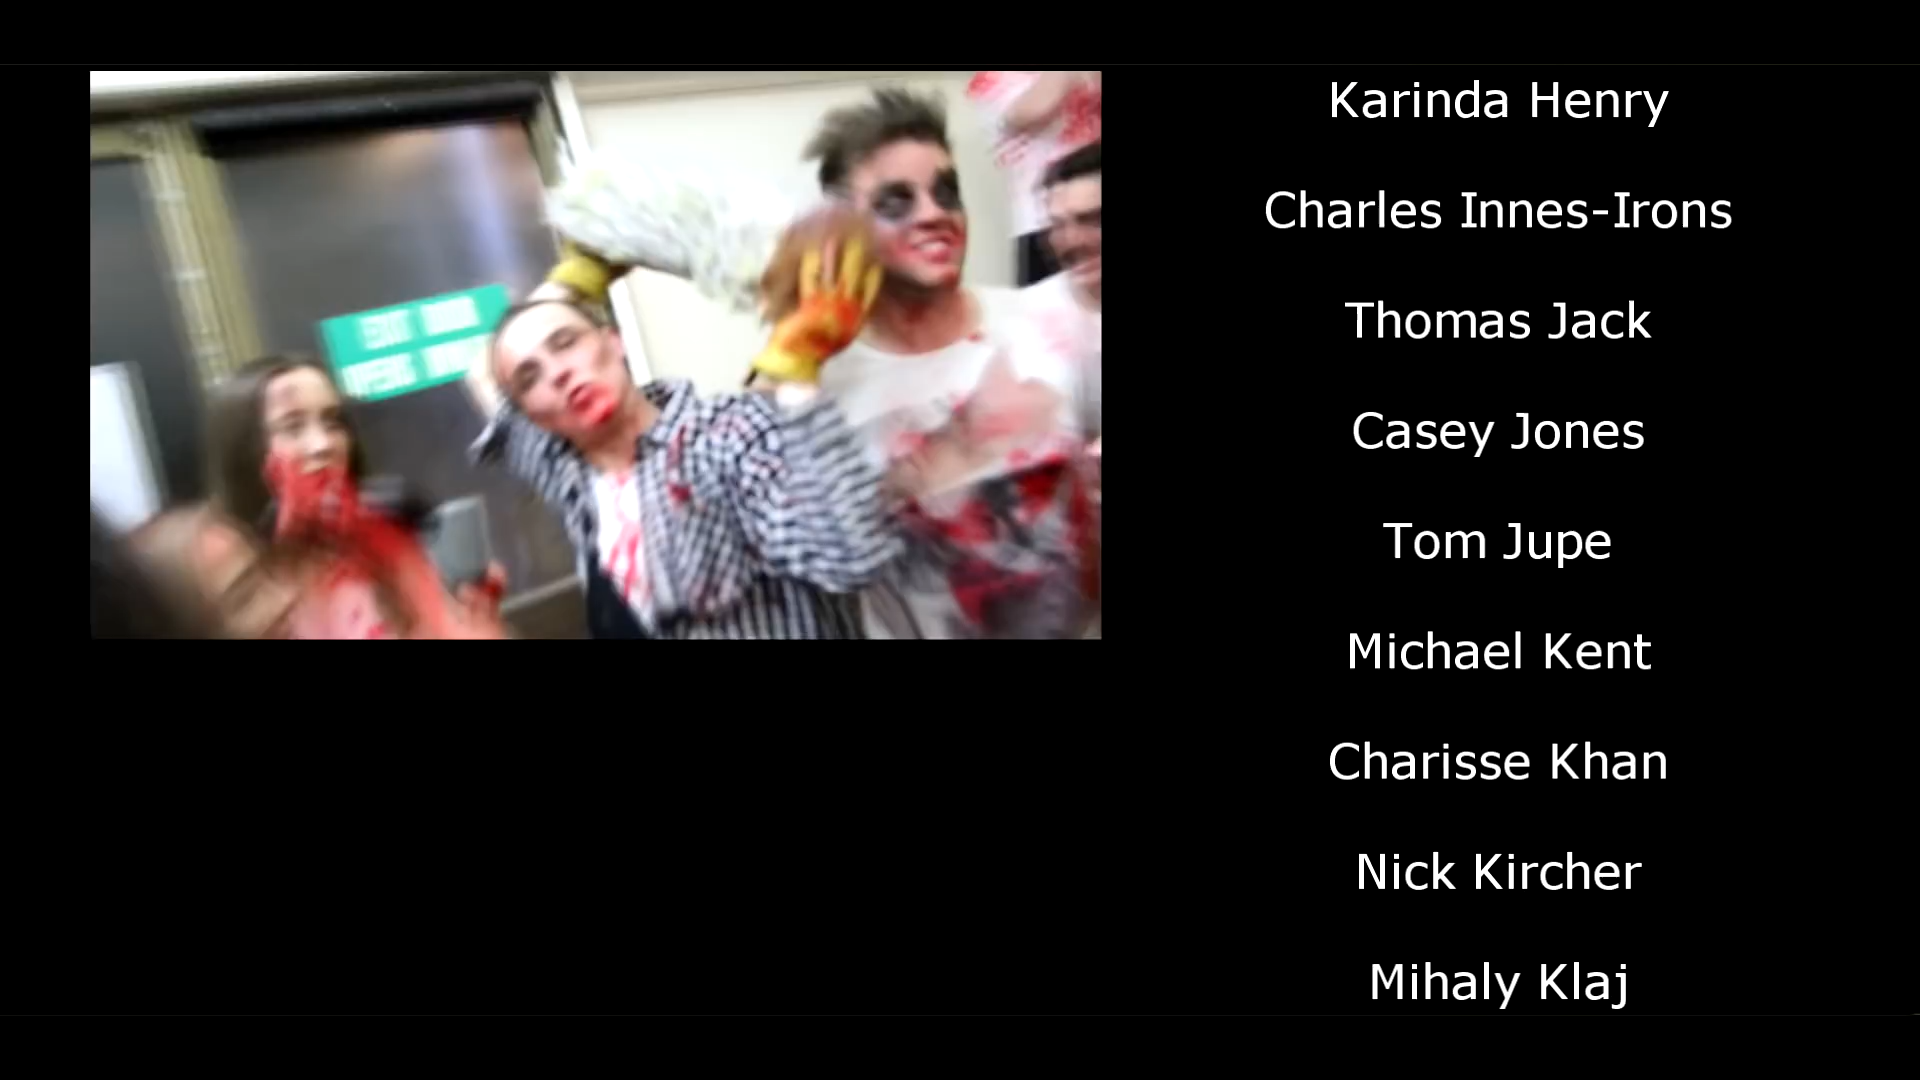 Karinda Henry
Charles Innes-Irons
Thomas Jack
Casey Jones
Tom Jupe
Michael Kent
Charisse Khan
Nick Kircher
Mihaly Klaj